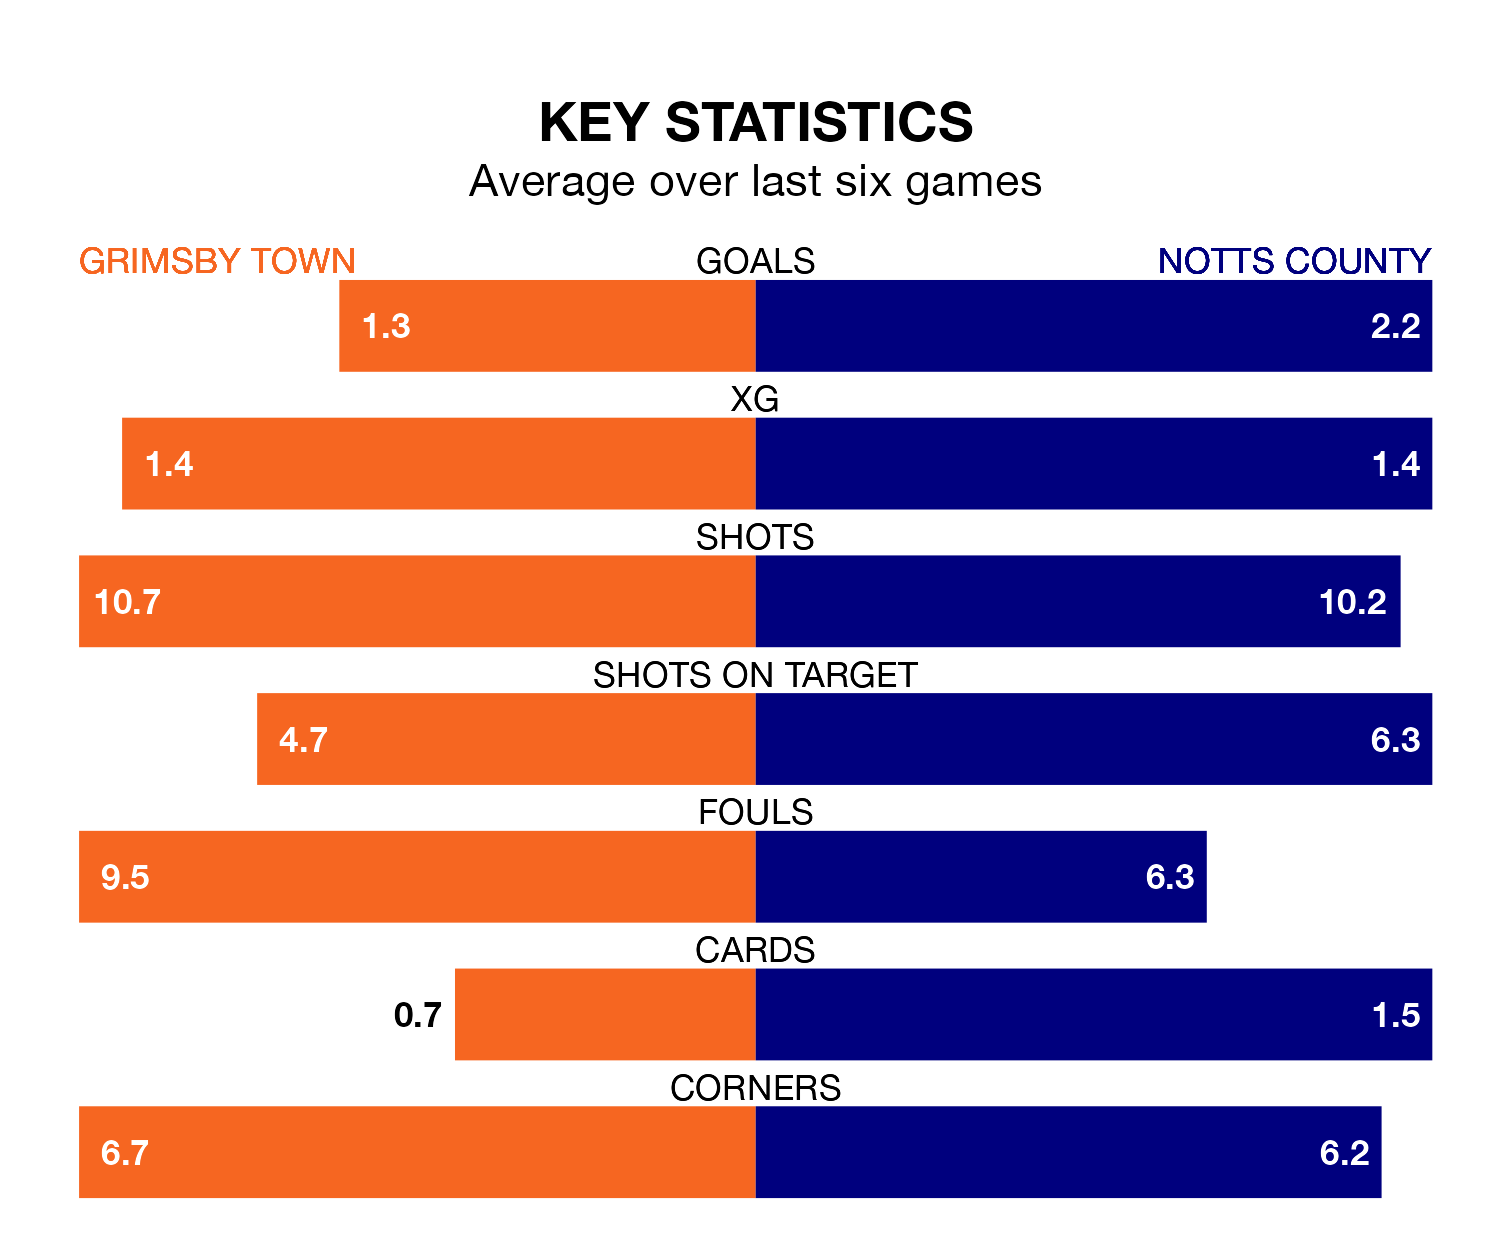 KEY STATISTICS
Average over last six games
GRIMSBY TOWN GOALS NOTTS COUNTY
1.3 2.2
XG
1.4 1.4
SHOTS
10.7 10.2
SHOTS ON TARGET
4.7 6.3
FOULS
9.5 6.3
CARDS
0.7 1.5
CORNERS
6.7 6.2